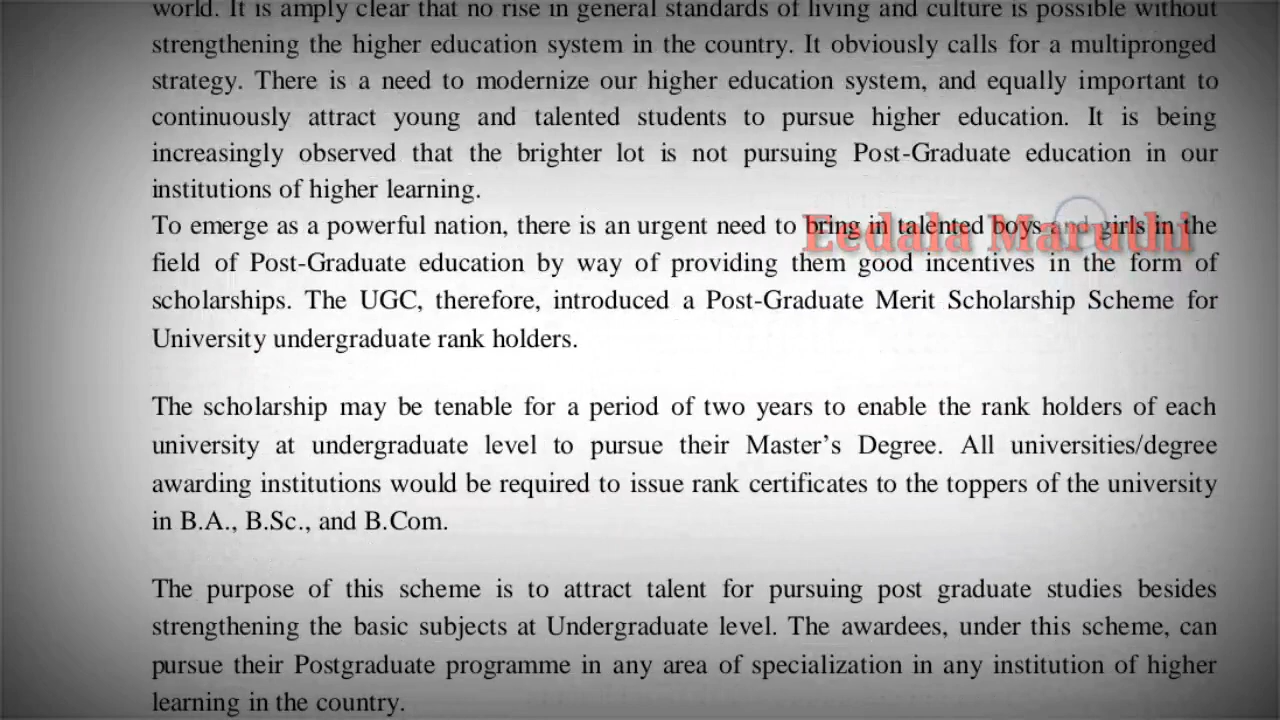 world. It is amply clear that no rise in general standards of living and culture is possible without
strengthening the higher education system in the country. It obviously calls for a multipronged
strategy. There is a need to modernize our higher education system, and equally important to
continuously attract young and talented students to pursue higher education. It is being
increasingly observed that the brighter lot is not pursuing Post-Graduate education in our
institutions of higher learning.
To emerge as a powerful nation, there is an urgent need to bring in talented boys and girls in the
Eedala Maruthi
field of Post-Graduate education by way of providing them good incentives in the form of
scholarships. The UGC, therefore, introduced a Post-Graduate Merit Scholarship Scheme for
University undergraduate rank holders.
The scholarship may be tenable for a period of two years to enable the rank holders of each
university at undergraduate level to pursue their Master's Degree. All universities/degree
awarding institutions would be required to issue rank certificates to the toppers of the university
in B.A., B.Sc., and B.Com.
The purpose of this scheme is to attract talent for pursuing post graduate studies besides
strengthening the basic subjects at Undergraduate level. The awardees, under this scheme, can
pursue their Postgraduate programme in any area of specialization in any institution of higher
learning in the country.